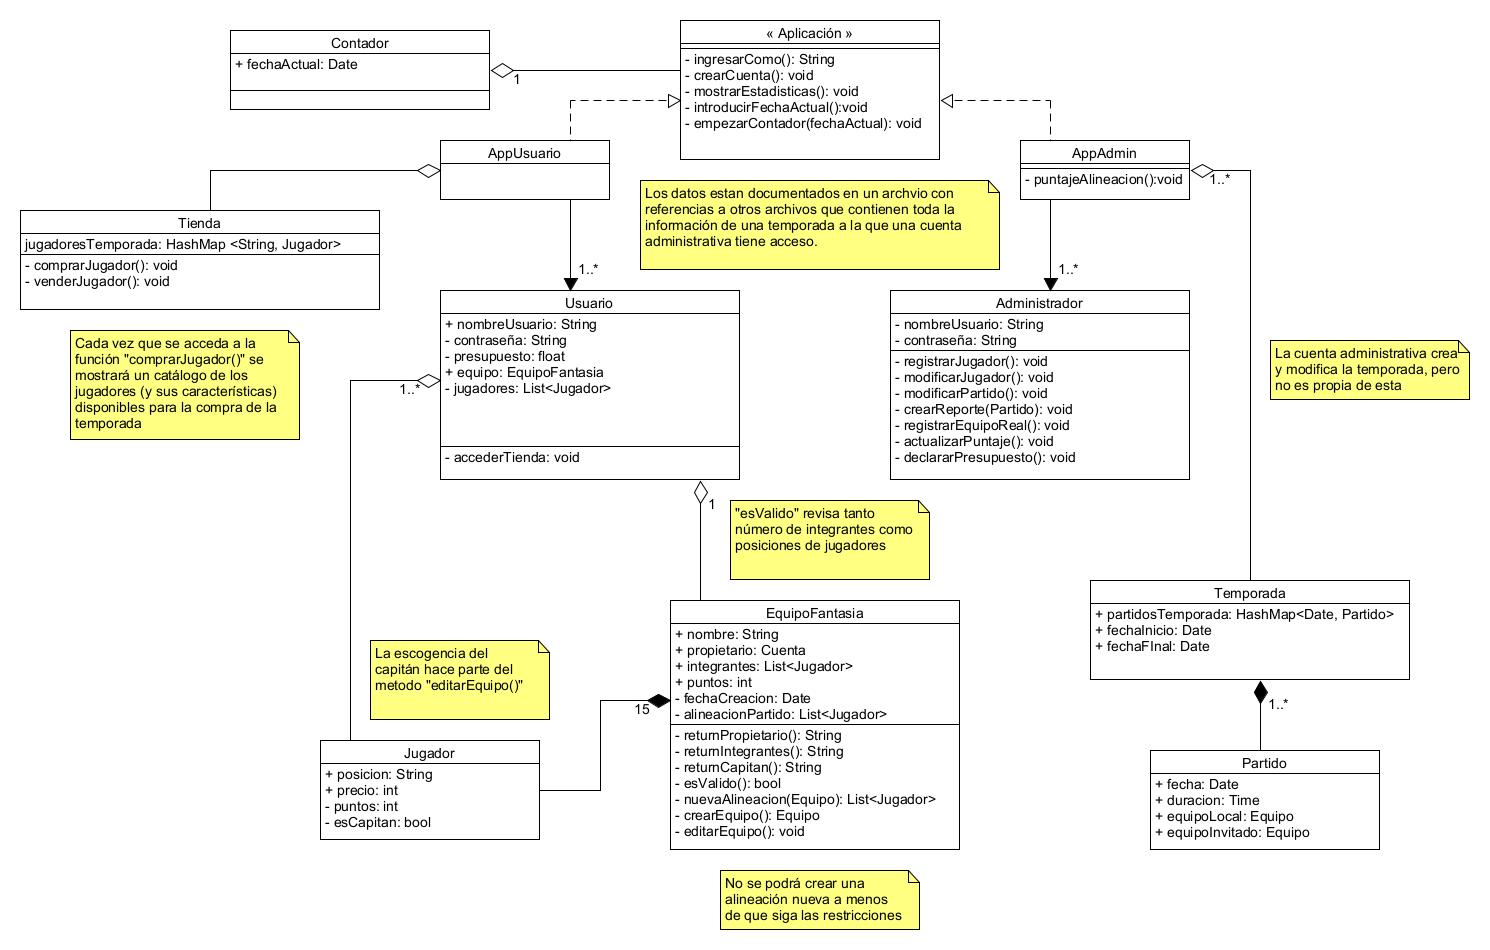 Contador
+ fechaActual: Date
1
« Aplicación »
- ingresarComo(): String
- crearCuenta(): void
- mostrarEstadisticas(): void
- introducirFechaActual():void
- empezarContador(fechaActual): void
AppUsuario
AppAdmin
- puntajeAlineacion():void
1..*
Los datos estan documentados en un archvio con
referencias a otros archivos que contienen toda la
información de una temporada a la que una cuenta
administrativa tiene acceso.
Tienda
jugadoresTemporada: HashMap <String, Jugador>
- comprarJugador(): void
- venderJugador(): void
1..*
1..*
Cada vez que se acceda a la
función "comprarJugador()" se
mostrará un catálogo de los
jugadores (y sus características)
disponibles para la compra de la
temporada
Usuario
+ nombreUsuario: String
- contraseña: String
- presupuesto: float
+ equipo: EquipoFantasia
- jugadores: List<Jugador>
- accederTienda: void
1..*
Administrador
- nombreUsuario: String
- contraseña: String
- registrarJugador(): void
- modificarJugador(): void
- modificarPartido(): void
- crearReporte(Partido): void
- registrarEquipoReal(): void
- actualizarPuntaje(): void
- declararPresupuesto(): void
La cuenta administrativa crea
y modifica la temporada, pero
no es propia de esta
1
"esValido" revisa tanto
número de integrantes como
posiciones de jugadores
EquipoFantasia
+ nombre: String
+ propietario: Cuenta
+ integrantes: List<Jugador>
+ puntos: int
- fechaCreacion: Date
- alineacionPartido: List<Jugador>
- returnPropietario(): String
- returnIntegrantes(): String
- returnCapitan(): String
- esValido(): bool
- nuevaAlineacion(Equipo): List<Jugador>
- crearEquipo(): Equipo
- editarEquipo(): void
Temporada
+ partidosTemporada: HashMap<Date, Partido>
+ fechaInicio: Date
+ fechaFInal: Date
La escogencia del
capitán hace parte del
metodo "editarEquipo()"
15
1..*
Jugador
+ posicion: String
+ precio: int
- puntos: int
- esCapitan: bool
Partido
+ fecha: Date
+ duracion: Time
+ equipoLocal: Equipo
+ equipoInvitado: Equipo
No se podrá crear una
alineación nueva a menos
de que siga las restricciones